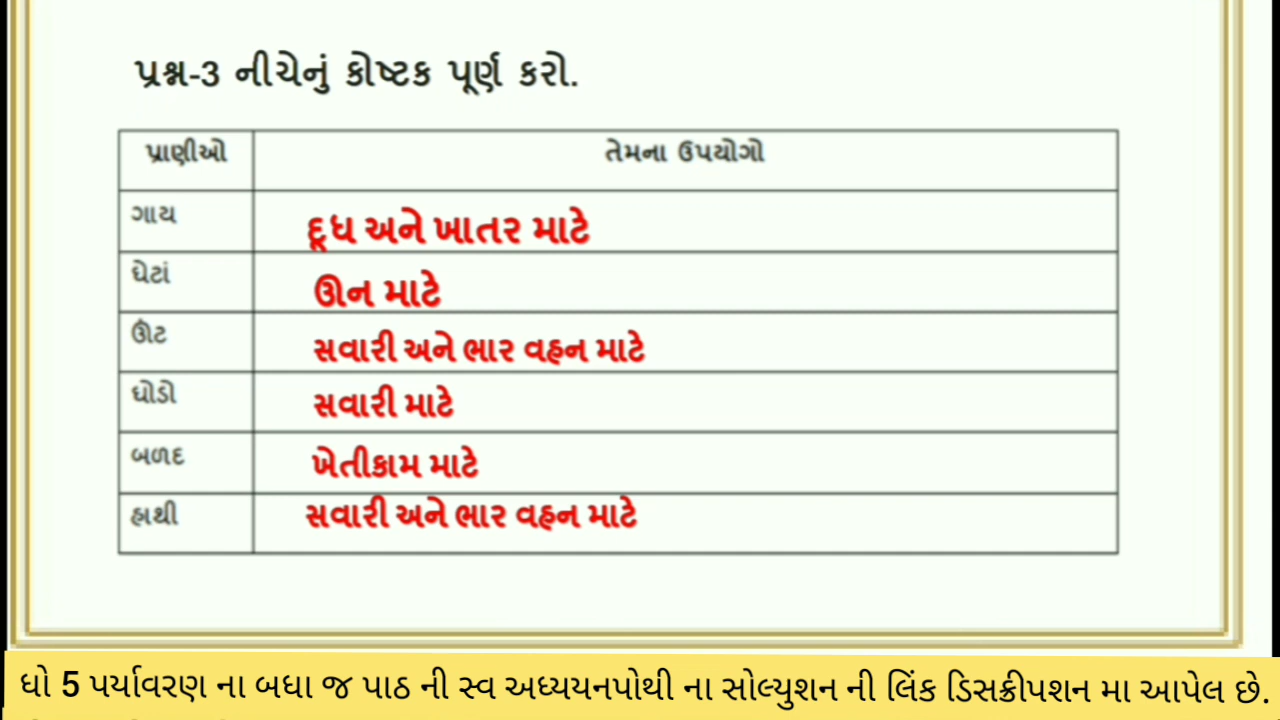 પ્રશ્ન-3 નીચેનું કોષ્ટક પૂર્ણ કરો.
પ્રાણીઓ તેમના ઉપયોગો
ગાય દૂધ અને ખાતર માટે
ઘેટાં ઊન માટે
ઊંટ સવારી અને ભાર વહન માટે
ઘોડો સવારી માટે
બળદ ખેતીકામ માટે
હાથી સવારી અને ભાર વહન માટે
ધો 5 પર્યાવરણ ના બધા જ પાઠ ની સ્વ અધ્યયનપોથી ના સોલ્યુશન ની લિંક ડિસક્રીપશન મા આપેલ છે.